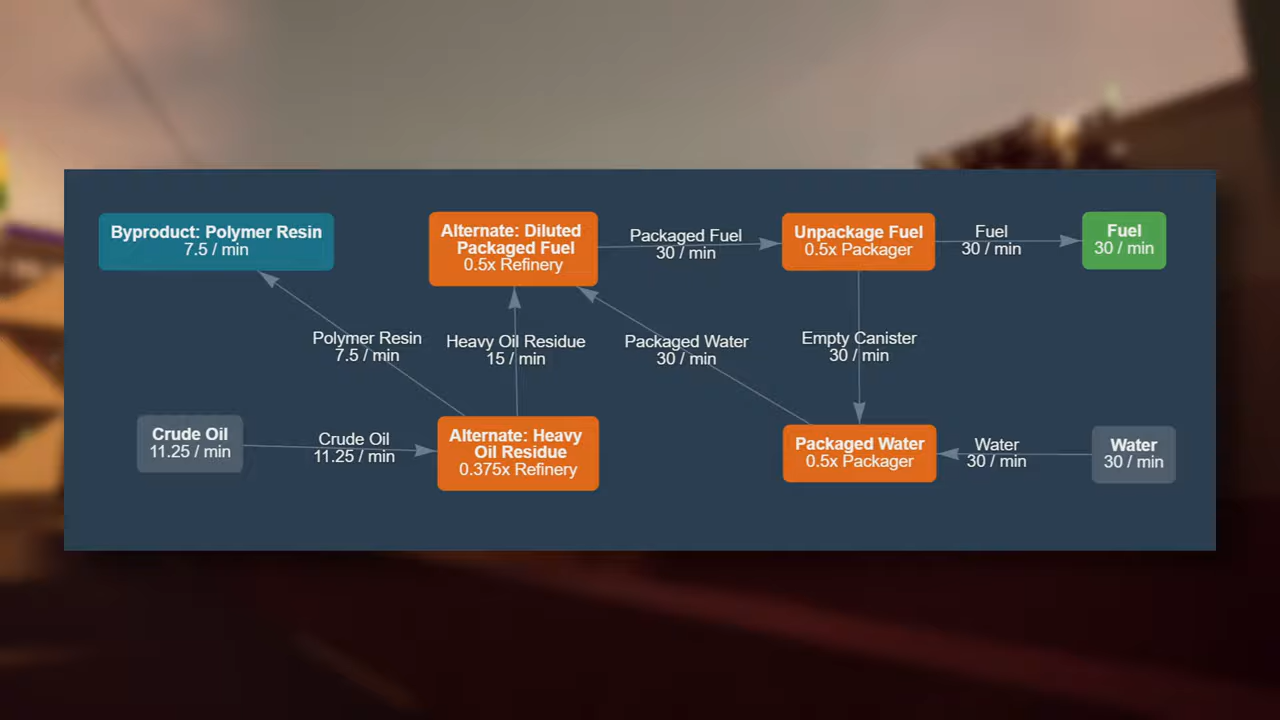 Byproduct: Polymer Resin
7.5 / min
Alternate: Diluted
Packaged Fuel
0.5x Refinery
Packaged Fuel
30 / min
Unpackage Fuel
0.5x Packager
Fuel
30 / min
Fuel
30 / min
Polymer Resin
7.5 / min
Heavy Oil Residue
15 / min
Packaged Water
30 / min
Empty Canister
30 / min
Crude Oil
11.25 / min
Crude Oil
11.25 / min
Alternate: Heavy
Oil Residue
0.375x Refinery
Packaged Water
0.5x Packager
Water
30 / min
Water
30 / min